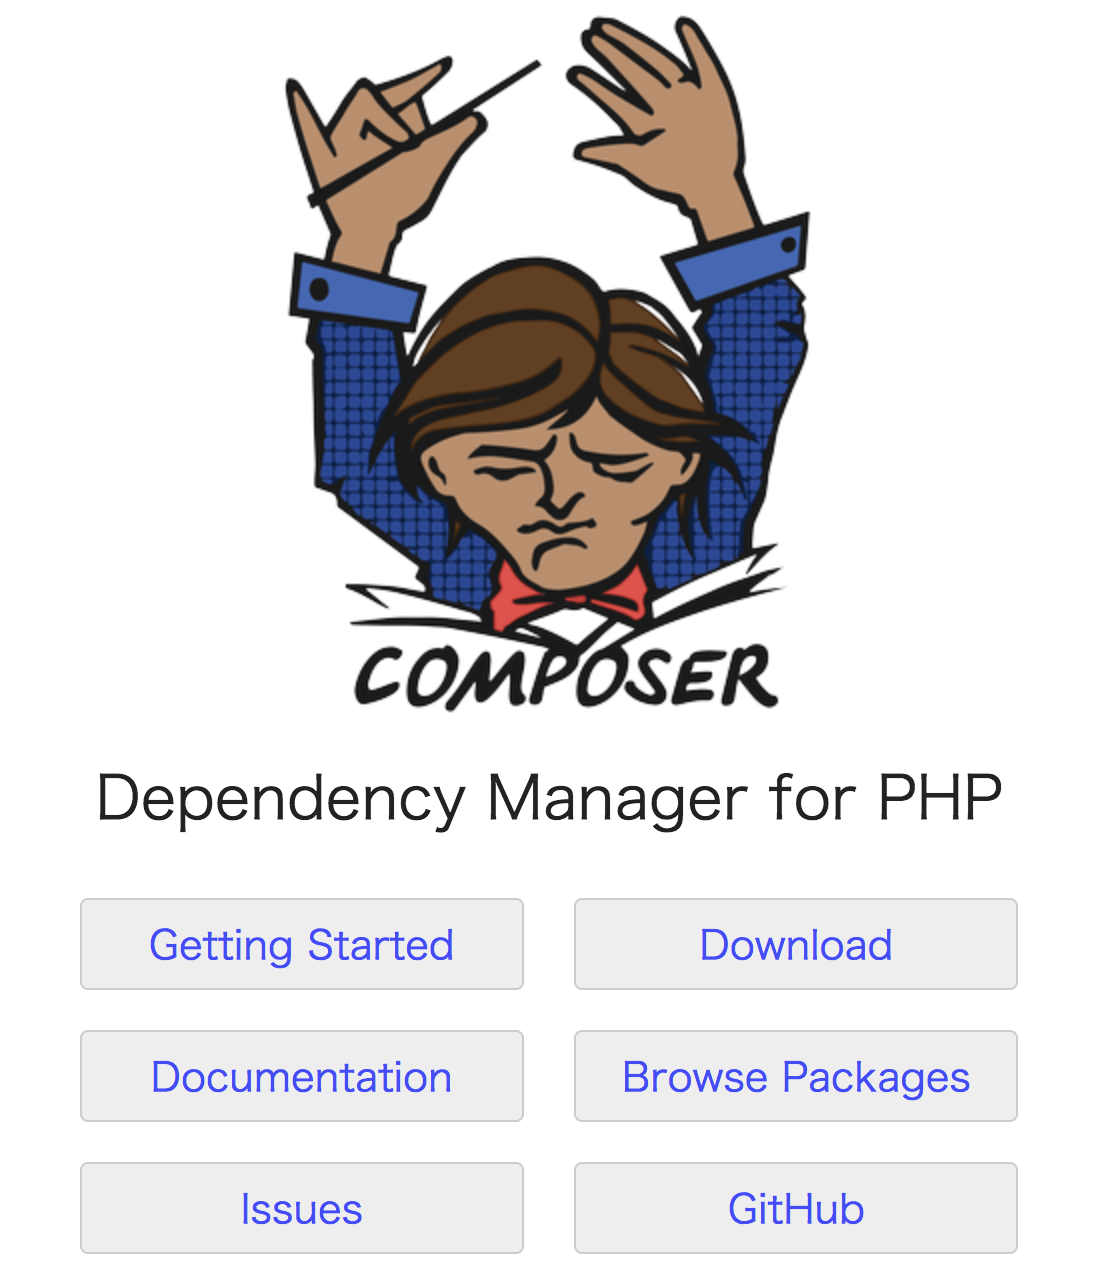 COMPOSER
Dependency Manager for PHP
Getting Started
Download
Documentation
Browse Packages
Issues
GitHub